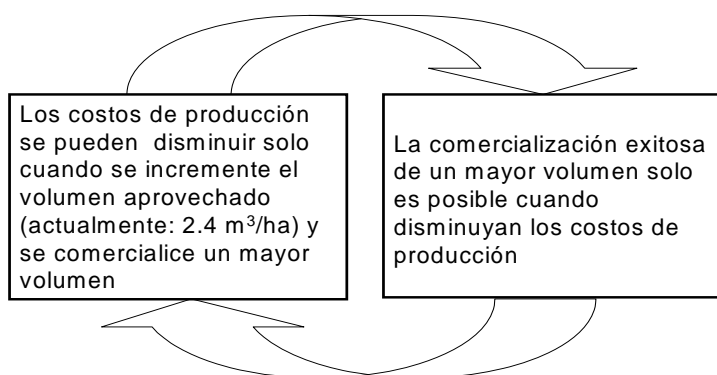 Los costos de producción
se pueden disminuir solo
cuando se incremente el
volumen aprovechado
(actualmente: 2.4 m³/ha) y
se comercialice un mayor
volumen
La comercialización exitosa
de un mayor volumen solo
es posible cuando
disminuyan los costos de
producción